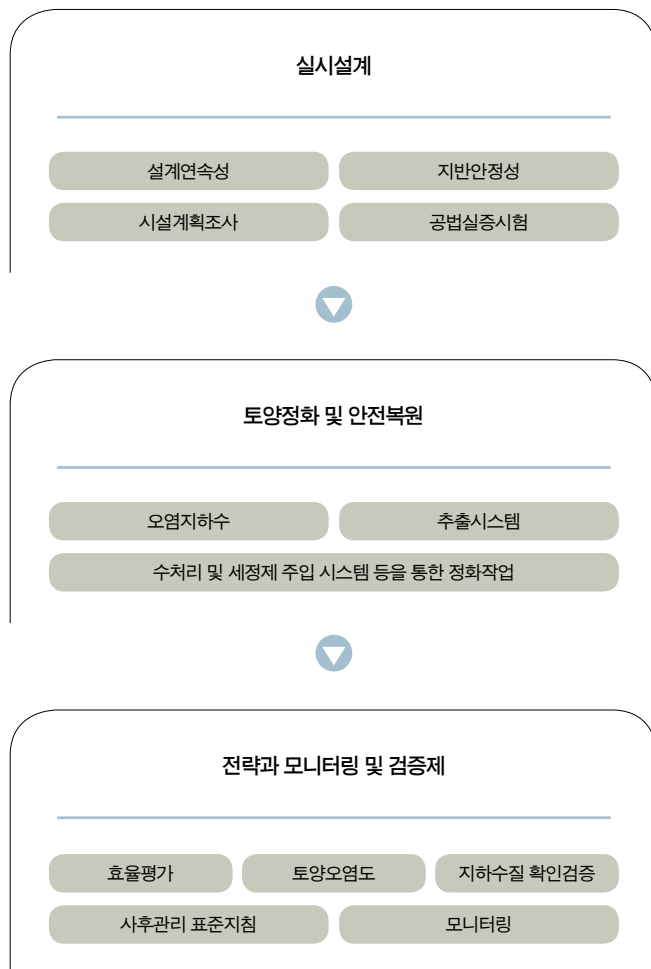 실시설계
설계연속성 지반안정성
시설계획조사 공법실증시험
토양정화 및 안전복원
오염지하수 추출시스템
수처리 및 세정제 주입 시스템 등을 통한 정화작업
전략과 모니터링 및 검증제
효율평가 토양오염도 지하수질 확인검증
사후관리 표준지침 모니터링